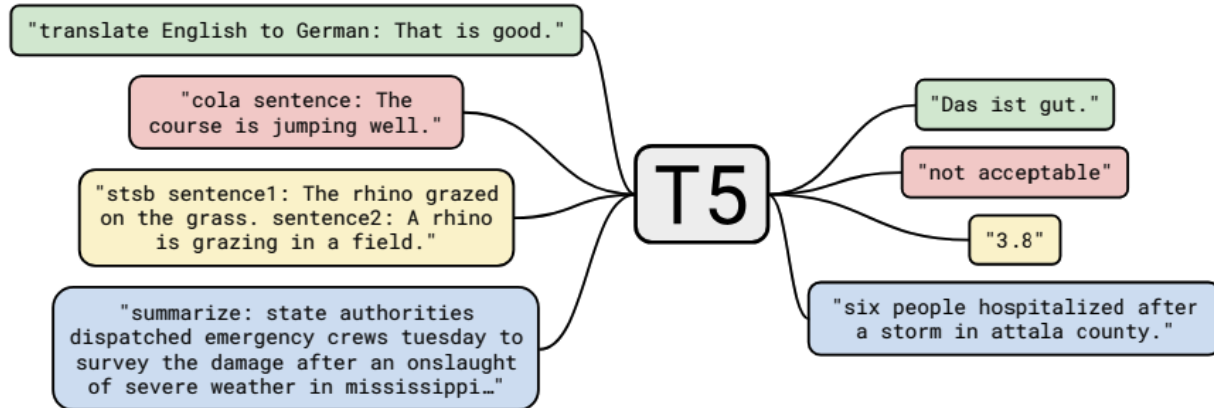 "translate English to German: That is good."
"cola sentence: The
course is jumping well."
"stsb sentence1: The rhino grazed
on the grass. sentence2: A rhino
is grazing in a field."
"summarize: state authorities
dispatched emergency crews tuesday to
survey the damage after an onslaught
of severe weather in mississippi…"
T5
"Das ist gut."
"not acceptable"
"3.8"
"six people hospitalized after
a storm in attala county."